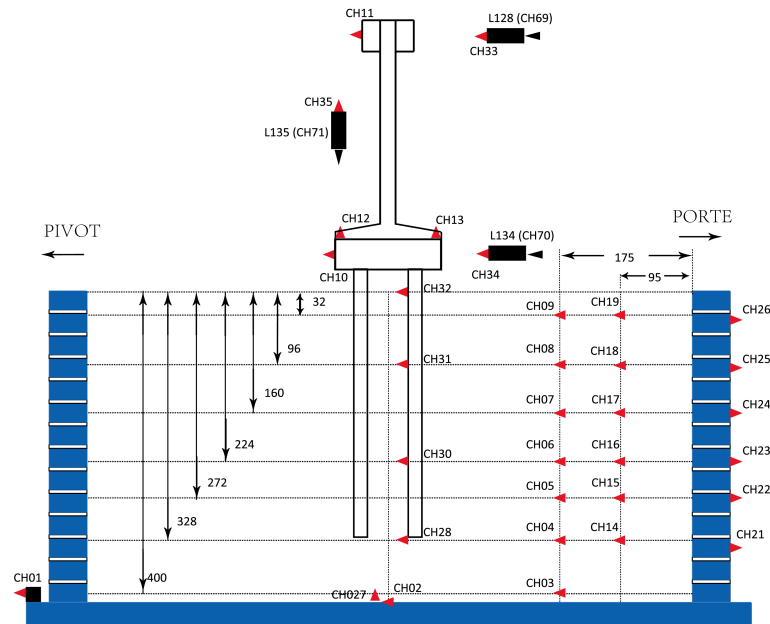 CH11
L128 (CH69)
CH33
CH35
L135 (CH71)
CH12
CH13
PIVOT
PORTE
L134 (CH70)
CH10
CH34
175
95
32
CH32
CH09
CH19
CH26
96
CH31
CH08
CH18
CH25
160
CH07
CH17
CH24
224
CH30
CH06
CH16
CH23
272
CH05
CH15
CH22
328
CH28
CH04
CH14
CH21
400
CH01
CH027
CH02
CH03